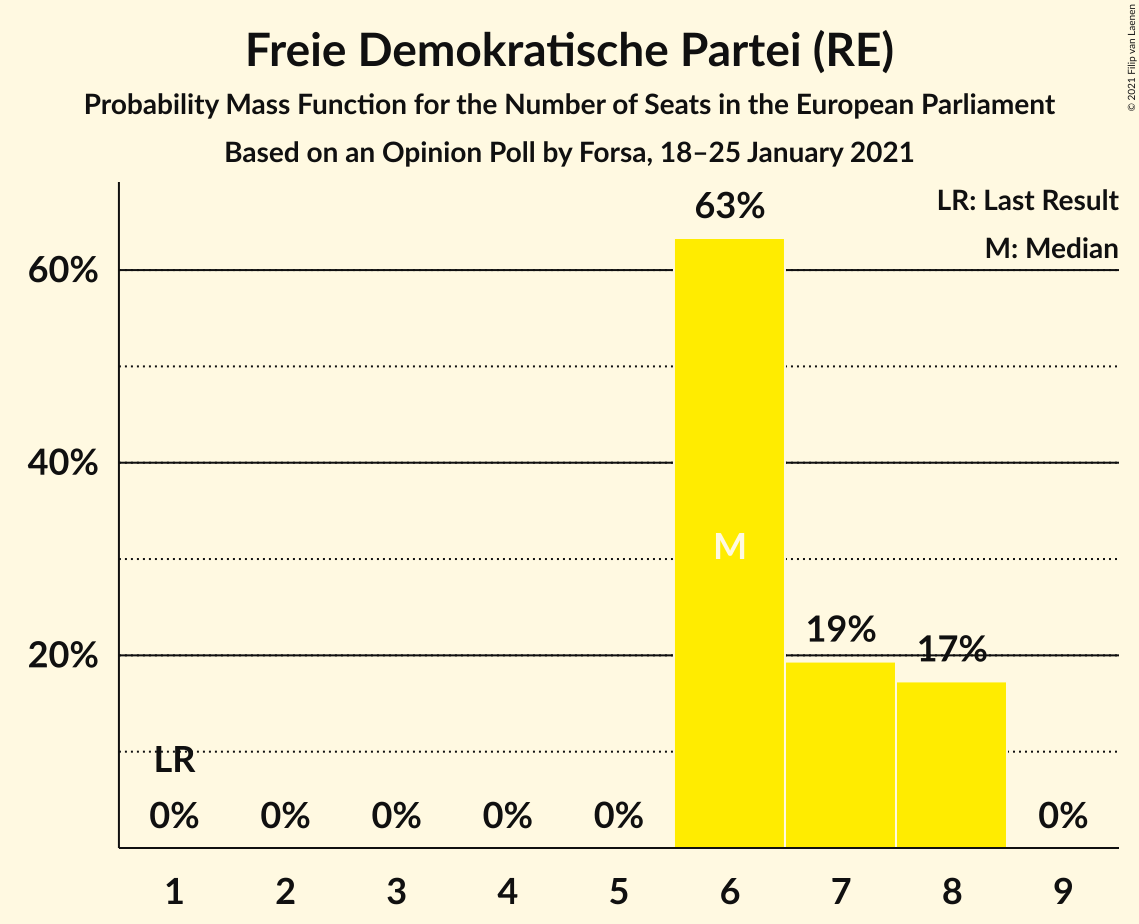 Freie Demokratische Partei (RE)
Probability Mass Function for the Number of Seats in the European Parliament
Based on an Opinion Poll by Forsa, 18–25 January 2021
© 2021 Filip van Laenen
LR: Last Result
M: Median
63%
60%
40%
M
19%
17%
20%
LR
0%
0%
0%
0%
0%
0%
1
2
3
4
5
6
7
8
9